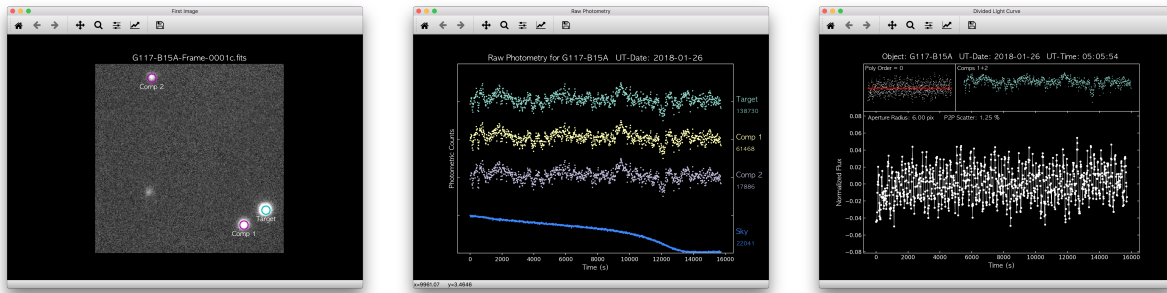 First Image
G117-B15A-Frame-0001c.fits
Comp 2
Target
Comp 1
Raw Photometry
Raw Photometry for G117-B15A UT-Date: 2018-01-26
Photometric Counts
Target
138730
Comp 1
61468
Comp 2
17886
Sky
22041
0 2000 4000 6000 8000 10000 12000 14000 16000
Time (s)
x=9981.07 y=3.4646
Divided Light Curve
Object: G117-B15A UT-Date: 2018-01-26 UT-Time: 05:05:54
Poly Order = 0
Comps 1+2
Aperture Radius: 6.00 pix P2P Scatter: 1.25 %
Normalized Flux
0.08
0.06
0.04
0.02
0.00
−0.02
−0.04
−0.06
−0.08
0 2000 4000 6000 8000 10000 12000 14000 16000
Time (s)